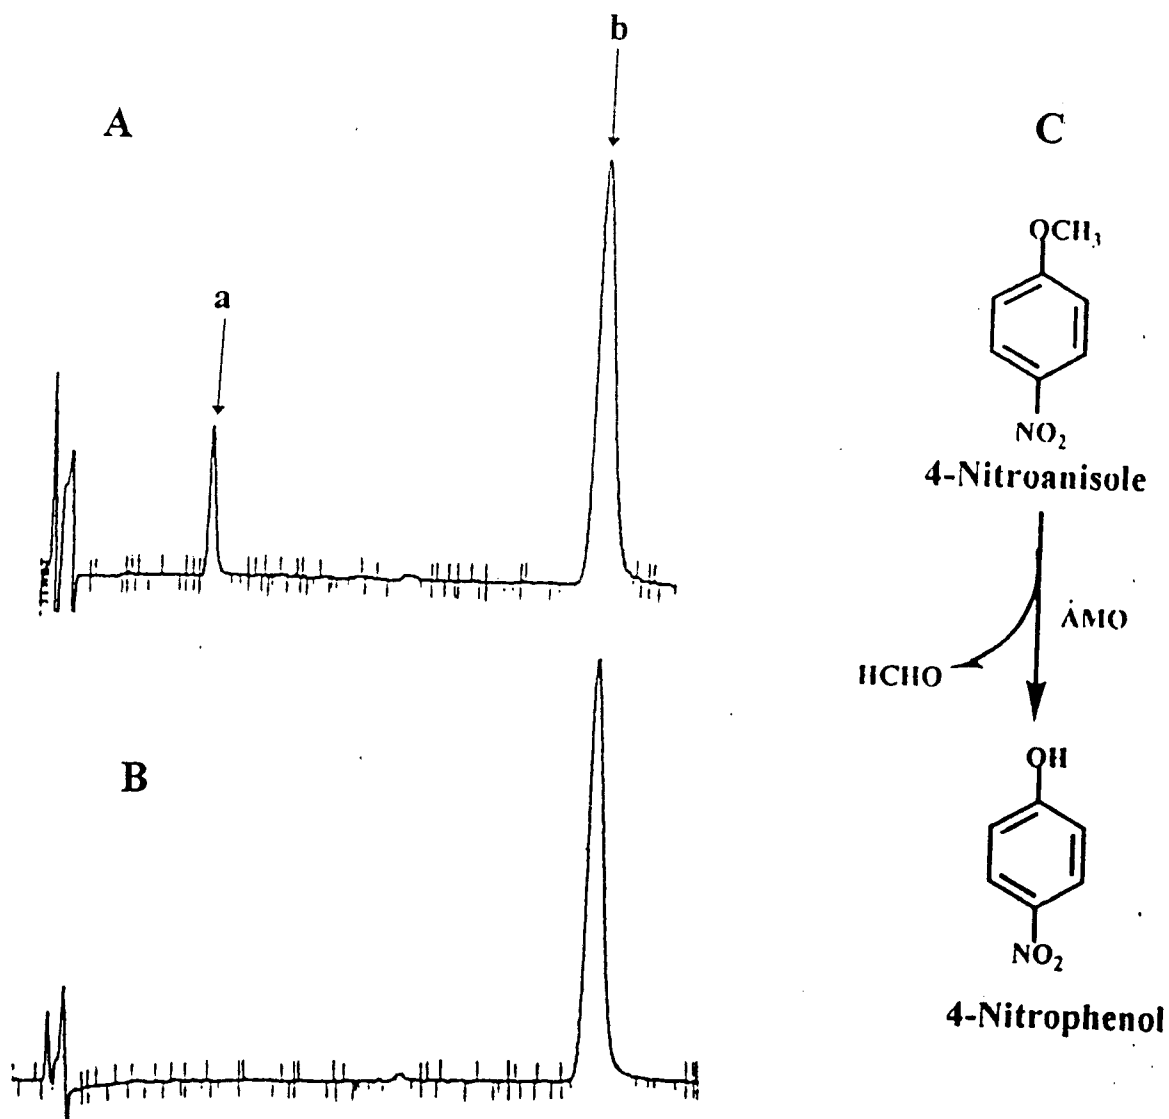 b
A
C
a
OCH₃
NO₂
4-Nitroanisole
AMO
HCHO
B
OH
NO₂
4-Nitrophenol